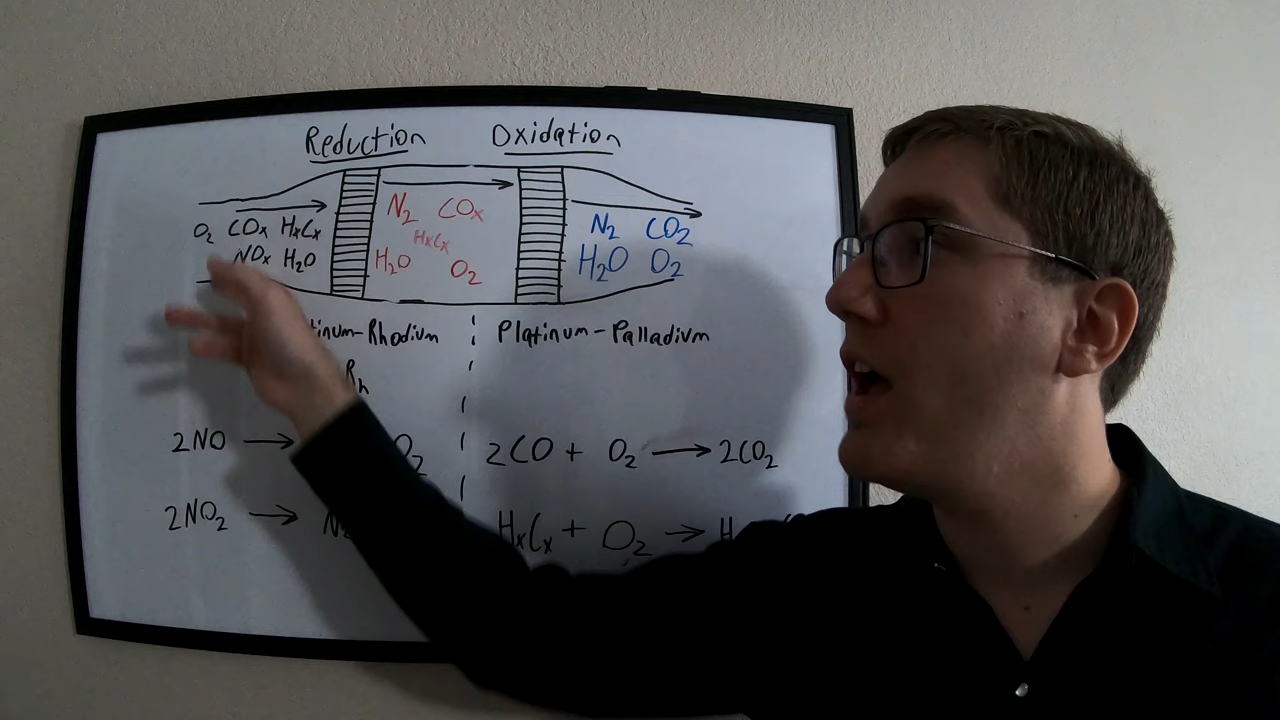 Reduction Oxidation
O₂ COx HxCx
NOx H₂O
N₂ COx
HxCx
H₂O O₂
N₂ CO₂
H₂O O₂
Rhodium Platinum-Palladium
2NO → O₂ 2CO + O₂ → 2CO₂
2NO₂ → HxCx + O₂ →